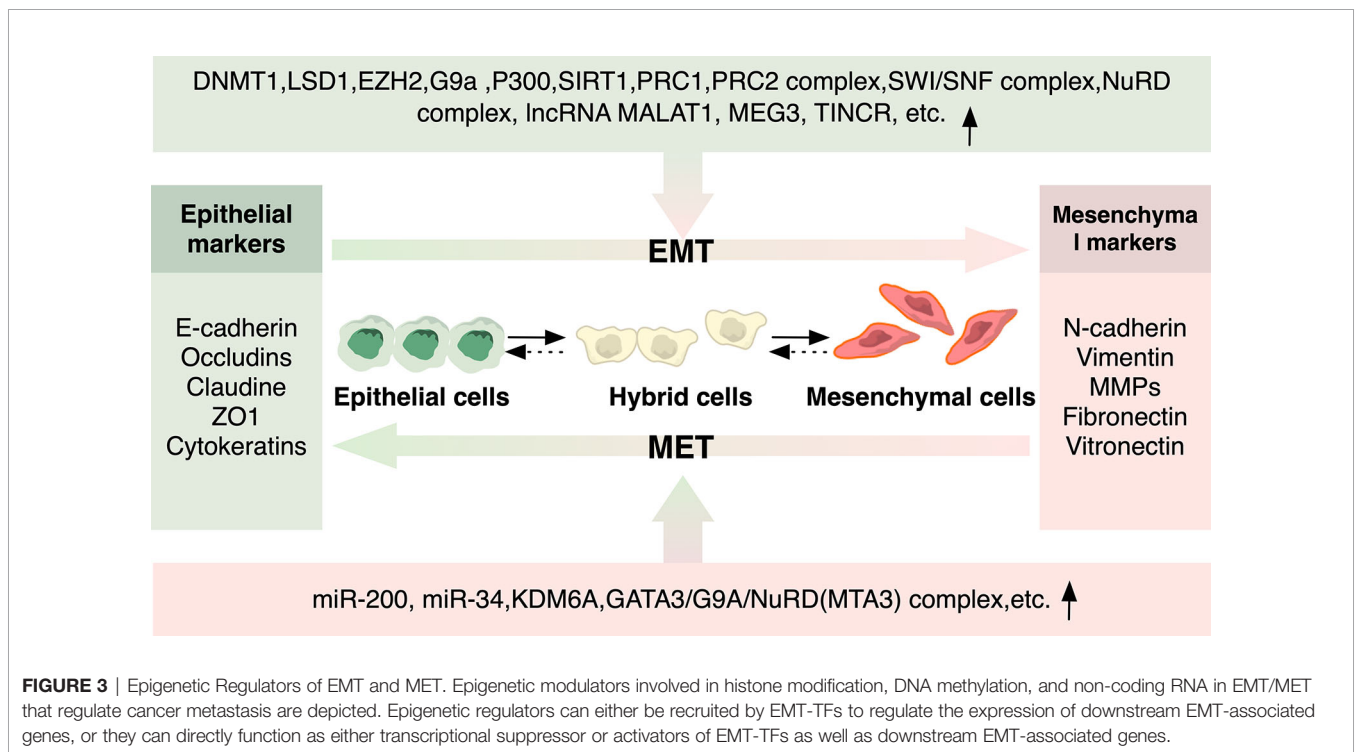 DNMT1,LSD1,EZH2,G9a ,P300,SIRT1,PRC1,PRC2 complex,SWI/SNF complex,NuRD
complex, lncRNA MALAT1, MEG3, TINCR, etc.
Epithelial
markers
E-cadherin
Occludins
Claudine
ZO1
Cytokeratins
EMT
Epithelial cells
Hybrid cells
Mesenchymal cells
MET
Mesenchyma
l markers
N-cadherin
Vimentin
MMPs
Fibronectin
Vitronectin
miR-200, miR-34,KDM6A,GATA3/G9A/NuRD(MTA3) complex,etc.
FIGURE 3 | Epigenetic Regulators of EMT and MET. Epigenetic modulators involved in histone modification, DNA methylation, and non-coding RNA in EMT/MET
that regulate cancer metastasis are depicted. Epigenetic regulators can either be recruited by EMT-TFs to regulate the expression of downstream EMT-associated
genes, or they can directly function as either transcriptional suppressor or activators of EMT-TFs as well as downstream EMT-associated genes.